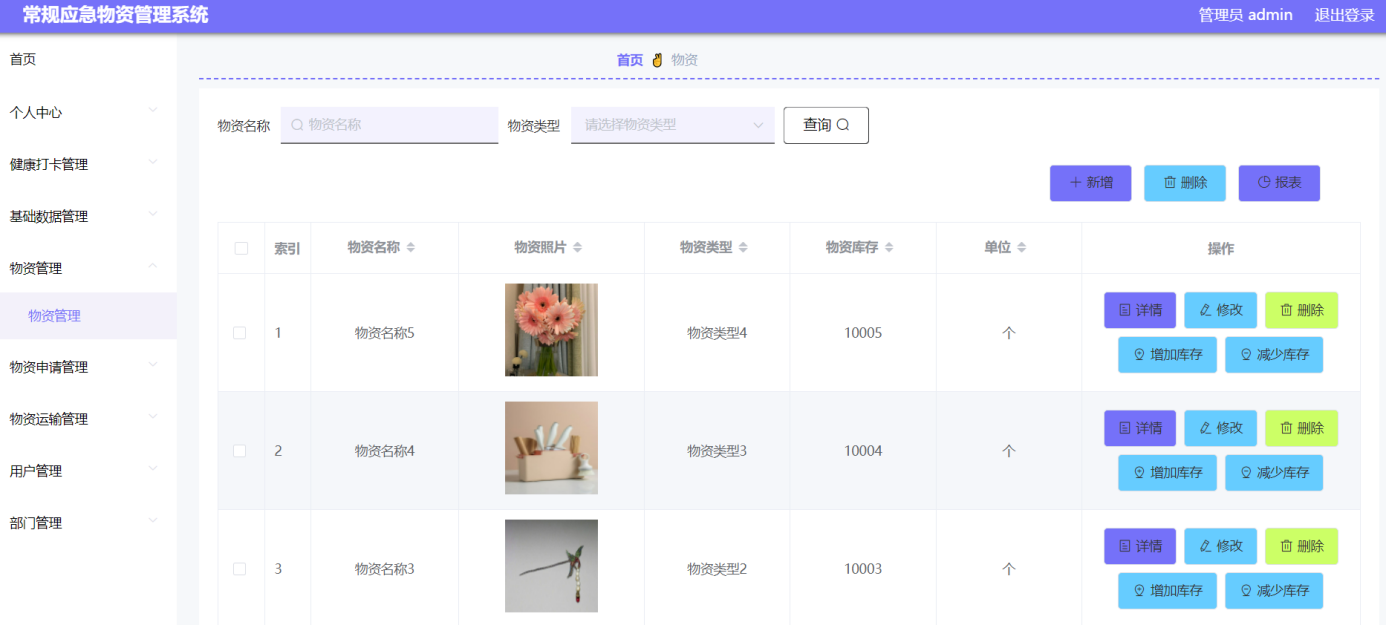 常规应急物资管理系统
管理员 admin 退出登录
首页
个人中心
健康打卡管理
基础数据管理
物资管理
物资管理
物资申请管理
物资运输管理
用户管理
部门管理
首页 物资
物资名称 物资名称 物资类型 请选择物资类型 查询
新增 删除 报表
索引 物资名称 物资照片 物资类型 物资库存 单位 操作
1 物资名称5 物资类型4 10005 个 详情 修改 删除
增加库存 减少库存
2 物资名称4 物资类型3 10004 个 详情 修改 删除
增加库存 减少库存
3 物资名称3 物资类型2 10003 个 详情 修改 删除
增加库存 减少库存